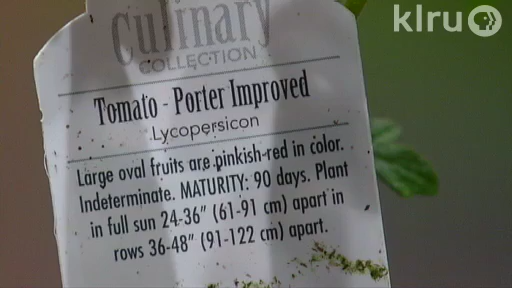 klru
Culinary
COLLECTION
Tomato - Porter Improved
Lycopersicon
Large oval fruits are pinkish-red in color.
Indeterminate. MATURITY: 90 days. Plant
in full sun 24-36" (61-91 cm) apart in
rows 36-48" (91-122 cm) apart.